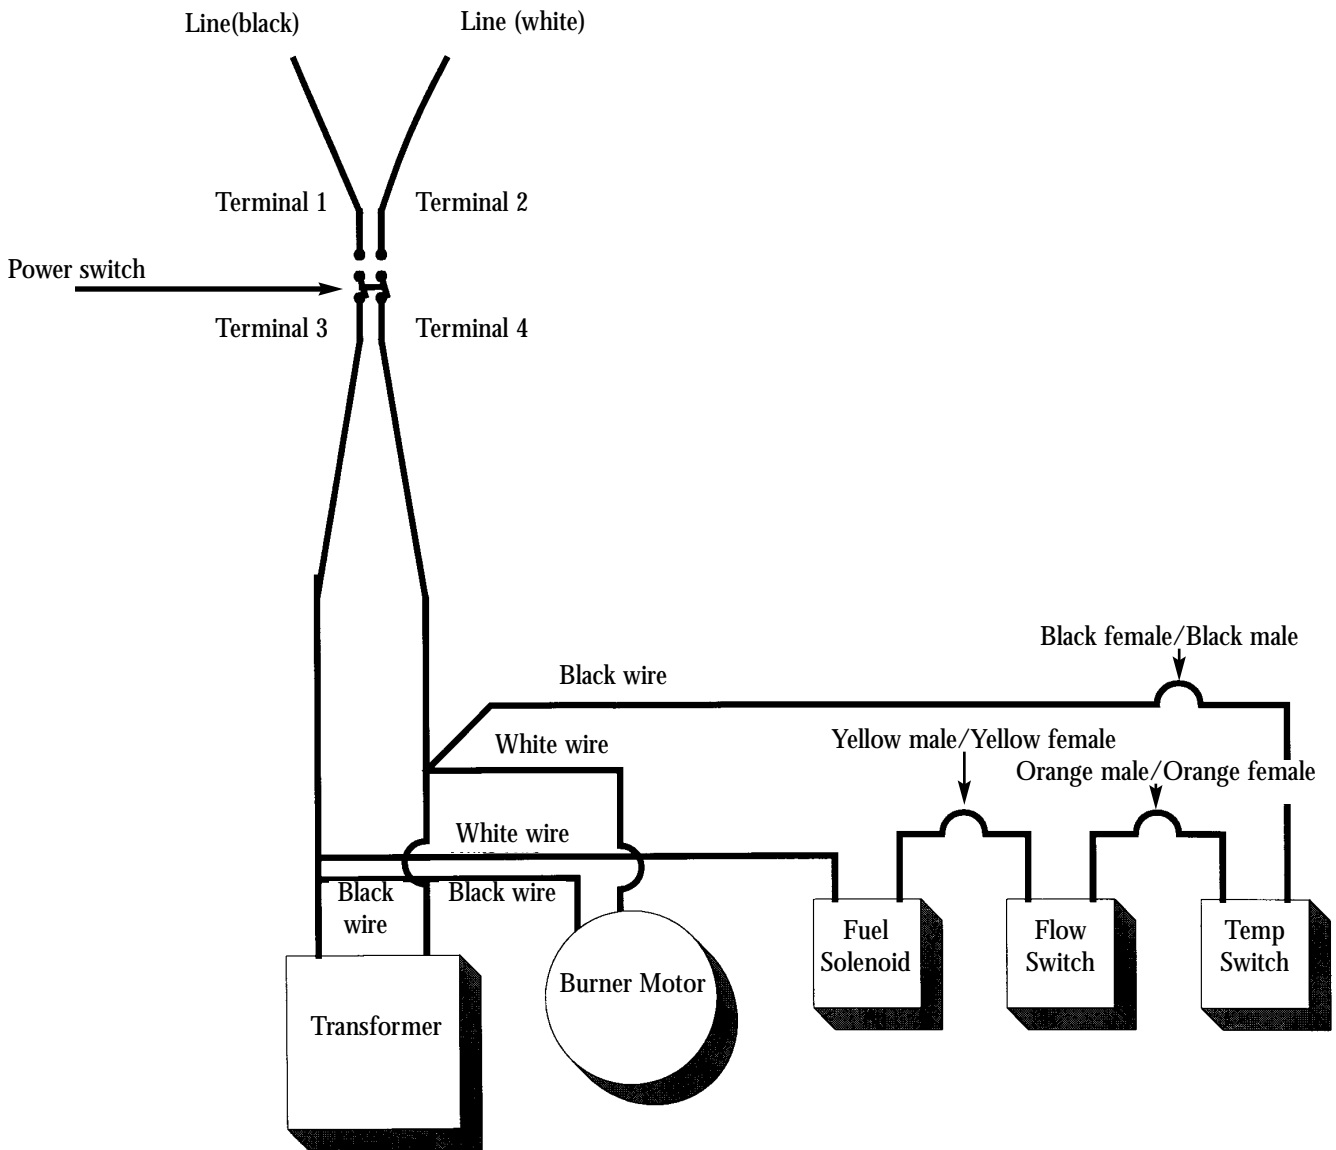 Line(black)
Line (white)
Terminal 1
Terminal 2
Power switch
Terminal 3
Terminal 4
Black female/Black male
Black wire
White wire
Yellow male/Yellow female
Orange male/Orange female
White wire
Black
wire
Black wire
Fuel
Solenoid
Flow
Switch
Temp
Switch
Burner Motor
Transformer